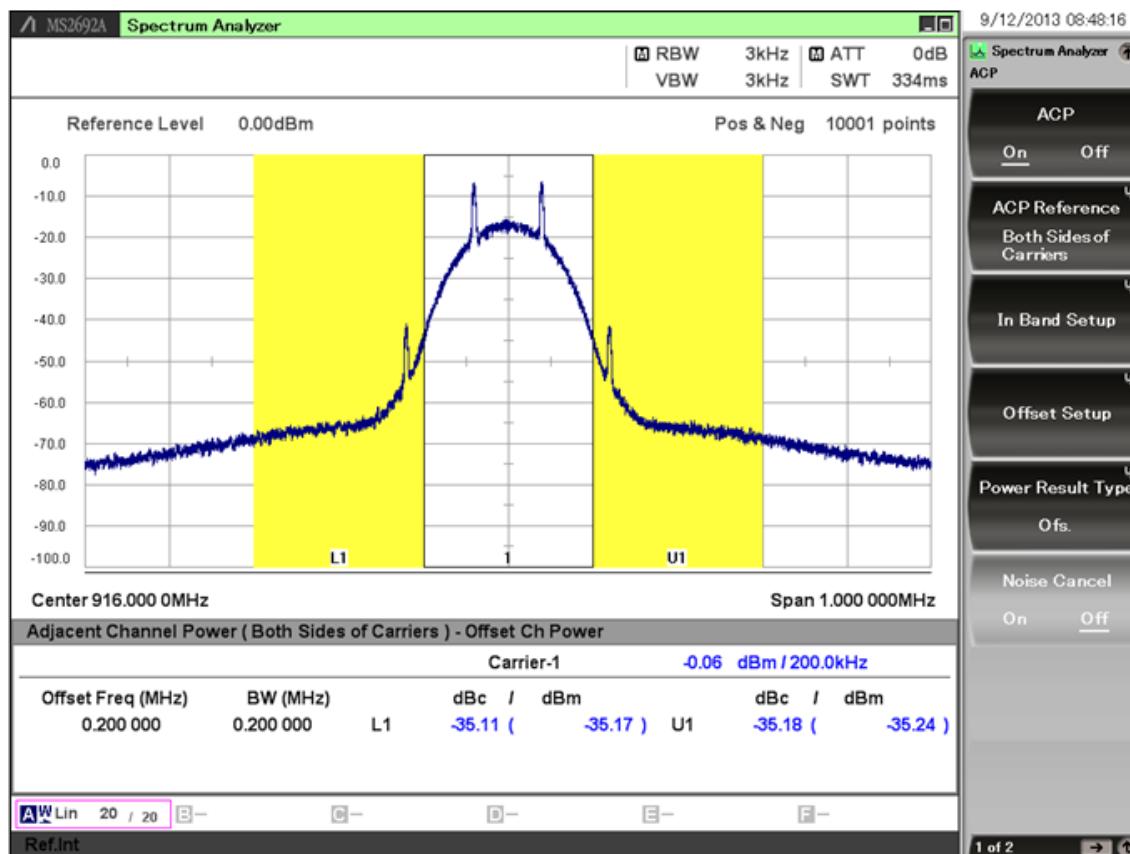 MS2692A Spectrum Analyzer
9/12/2013 08:48:16
M RBW 3kHz M ATT 0dB
VBW 3kHz SWT 334ms
Reference Level 0.00dBm Pos & Neg 10001 points
0.0
-10.0
-20.0
-30.0
-40.0
-50.0
-60.0
-70.0
-80.0
-90.0
-100.0
L1 1 U1
Center 916.000 0MHz Span 1.000 000MHz
Adjacent Channel Power ( Both Sides of Carriers ) - Offset Ch Power
Carrier-1 -0.06 dBm / 200.0kHz
Offset Freq (MHz) BW (MHz) dBc / dBm dBc / dBm
0.200 000 0.200 000 L1 -35.11 ( -35.17 ) U1 -35.18 ( -35.24 )
A W Lin 20 / 20 B- C- D- E- F-
Ref.Int
Spectrum Analyzer
ACP
ACP
On Off
ACP Reference
Both Sides of
Carriers
In Band Setup
Offset Setup
Power Result Type
Ofs.
Noise Cancel
On Off
1 of 2